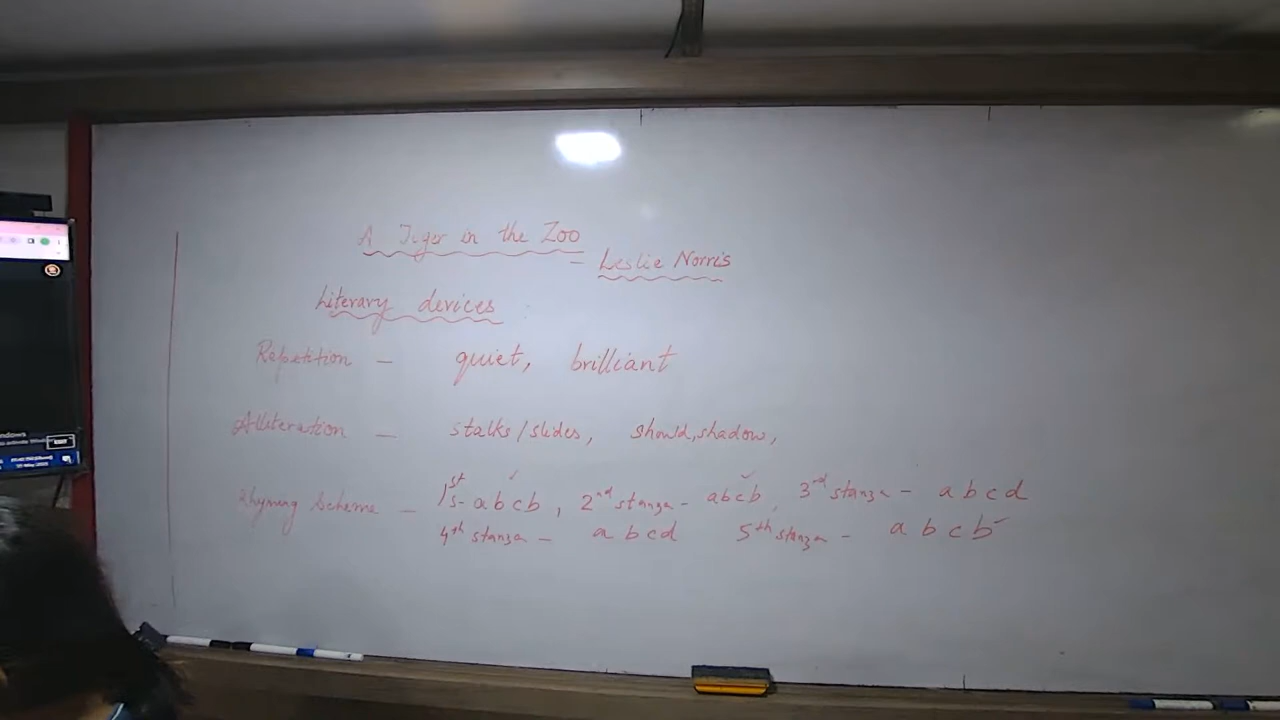 A Tiger in the Zoo
- Leslie Norris
Literary devices :
Repetition - quiet, brilliant
Alliteration - stalks/slides, should,shadow,
Rhyming Scheme - 1st s- abcb, 2nd stanza - abcb, 3rd stanza - abcd
4th stanza - abcd 5th stanza - abcb